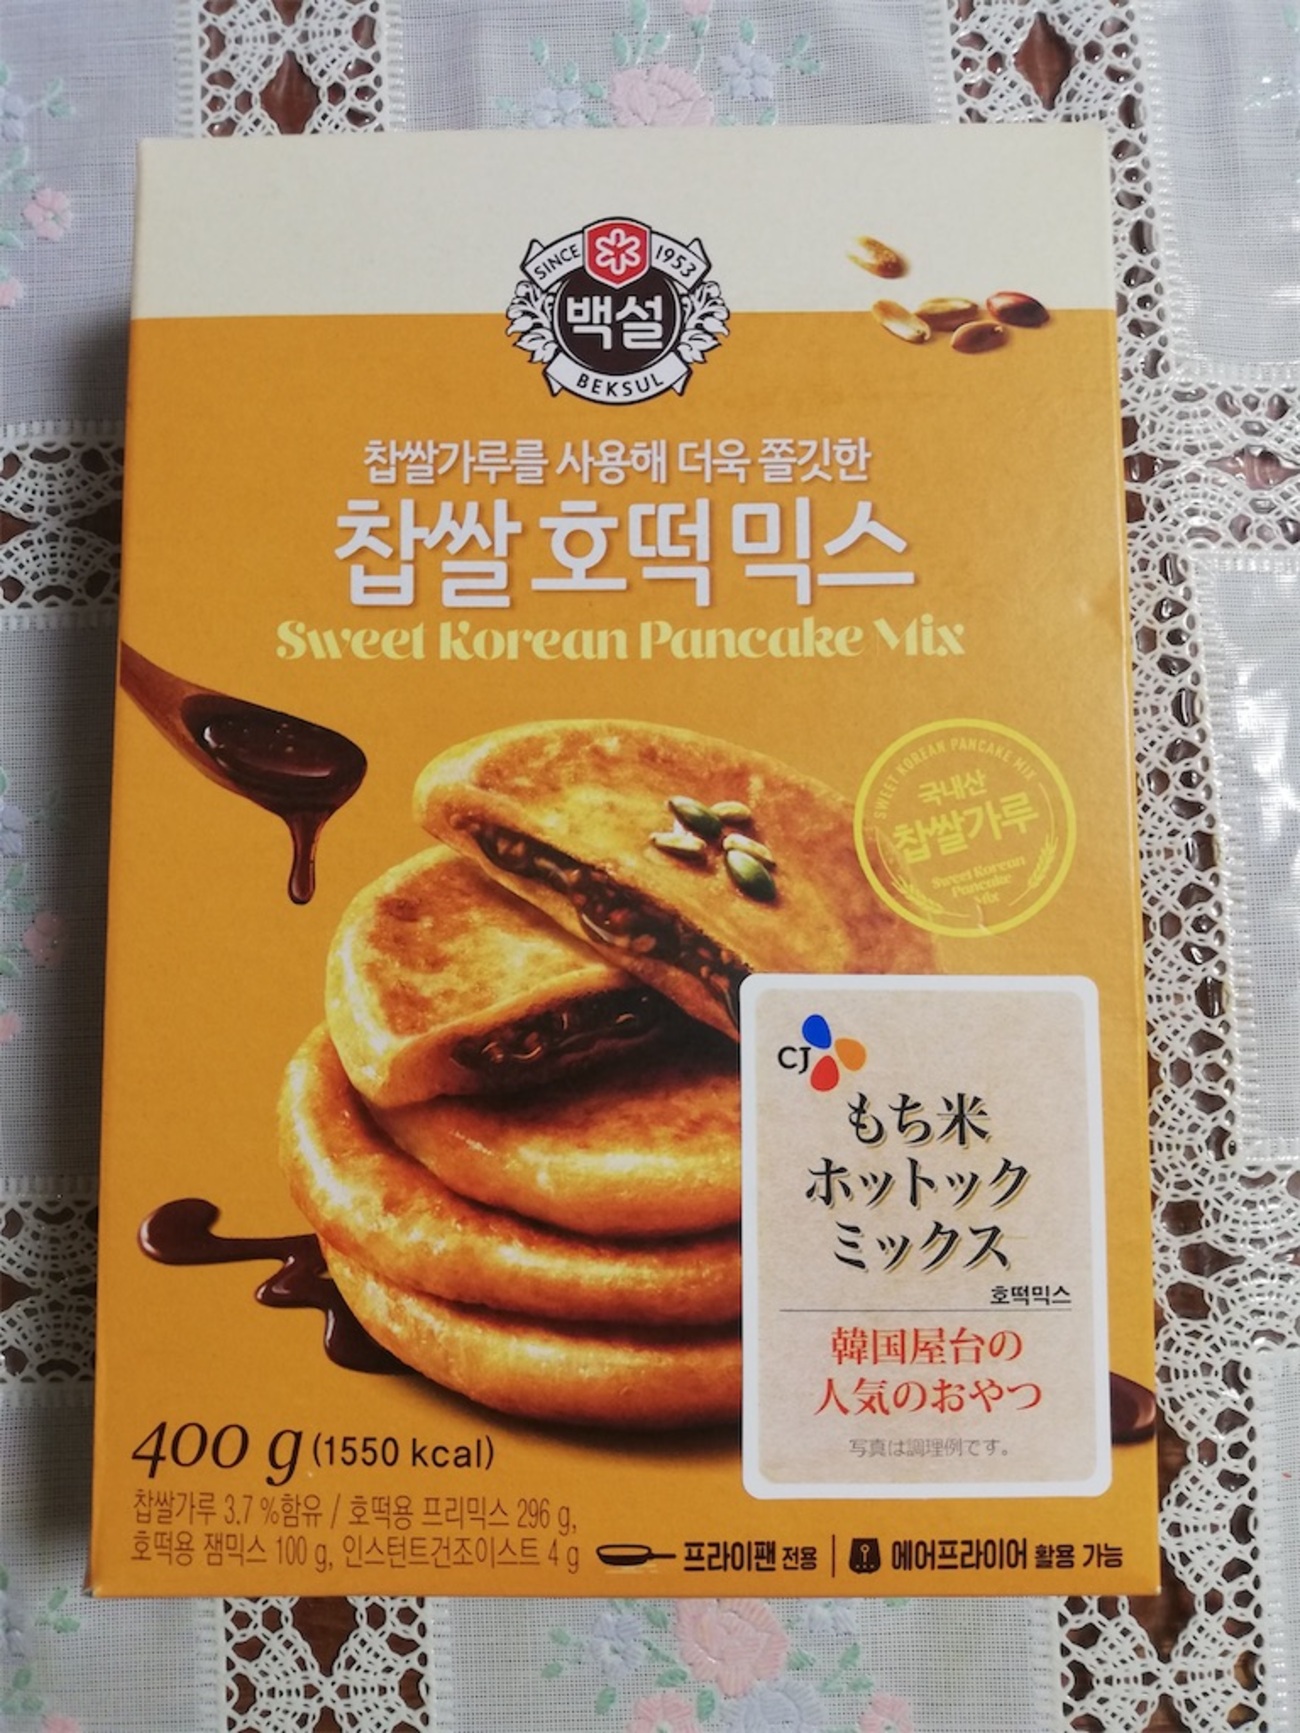 SINCE 1953
백설
BEKSUL
찹쌀가루를 사용해 더욱 쫄깃한
찹쌀호떡믹스
Sweet Korean Pancake Mix
SWEET KOREAN PANCAKE MIX
국내산
찹쌀가루
Sweet Korean
Pancake
Mix
CJ
もち米
ホットック
ミックス
호떡믹스
韓国屋台の
人気のおやつ
写真は調理例です。
400 g (1550 kcal)
찹쌀가루 3.7 %함유 / 호떡용 프리믹스 296 g,
호떡용 잼믹스 100 g, 인스턴트건조이스트 4 g
프라이팬 전용 | 에어프라이어 활용 가능